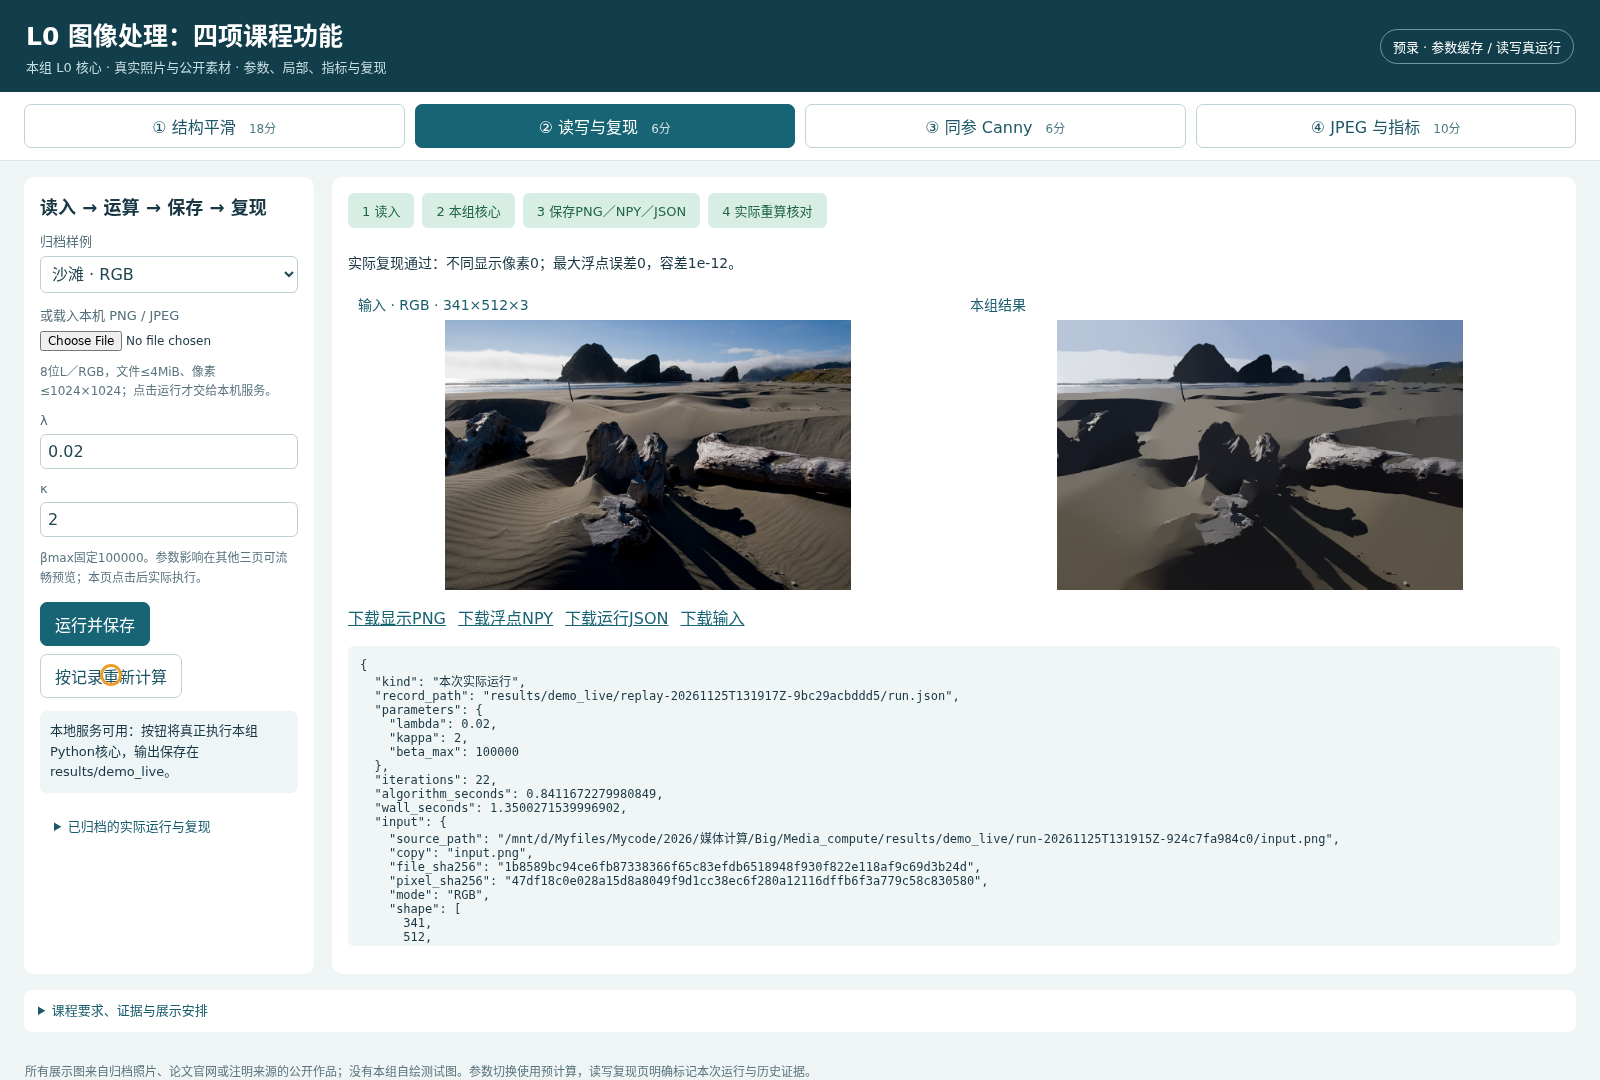 L0 图像处理：四项课程功能
本组 L0 核心 · 真实照片与公开素材 · 参数、局部、指标与复现
预录 · 参数缓存 / 读写真运行
① 结构平滑 18分
② 读写与复现 6分
③ 同参 Canny 6分
④ JPEG 与指标 10分
读入 → 运算 → 保存 → 复现
归档样例
沙滩 · RGB
或载入本机 PNG / JPEG
Choose File No file chosen
8位L／RGB，文件≤4MiB、像素
≤1024×1024；点击运行才交给本机服务。
λ
0.02
κ
2
βmax固定100000。参数影响在其他三页可流
畅预览；本页点击后实际执行。
运行并保存
按记录重新计算
本地服务可用：按钮将真正执行本组
Python核心，输出保存在
results/demo_live。
▶ 已归档的实际运行与复现
1 读入
2 本组核心
3 保存PNG／NPY／JSON
4 实际重算核对
实际复现通过：不同显示像素0；最大浮点误差0，容差1e-12。
输入 · RGB · 341×512×3
本组结果
下载显示PNG 下载浮点NPY 下载运行JSON 下载输入
{
"kind": "本次实际运行",
"record_path": "results/demo_live/replay-20261125T131917Z-9bc29acbddd5/run.json",
"parameters": {
"lambda": 0.02,
"kappa": 2,
"beta_max": 100000
},
"iterations": 22,
"algorithm_seconds": 0.8411672279980849,
"wall_seconds": 1.3500271539996902,
"input": {
"source_path": "/mnt/d/Myfiles/Mycode/2026/媒体计算/Big/Media_compute/results/demo_live/run-20261125T131915Z-924c7fa984c0/input.png",
"copy": "input.png",
"file_sha256": "1b8589bc94ce6fb87338366f65c83efdb6518948f930f822e118af9c69d3b24d",
"pixel_sha256": "47df18c0e028a15d8a8049f9d1cc38ec6f280a12116dffb6f3a779c58c830580",
"mode": "RGB",
"shape": [
341,
512,
▶ 课程要求、证据与展示安排
所有展示图来自归档照片、论文官网或注明来源的公开作品；没有本组自绘测试图。参数切换使用预计算，读写复现页明确标记本次运行与历史证据。